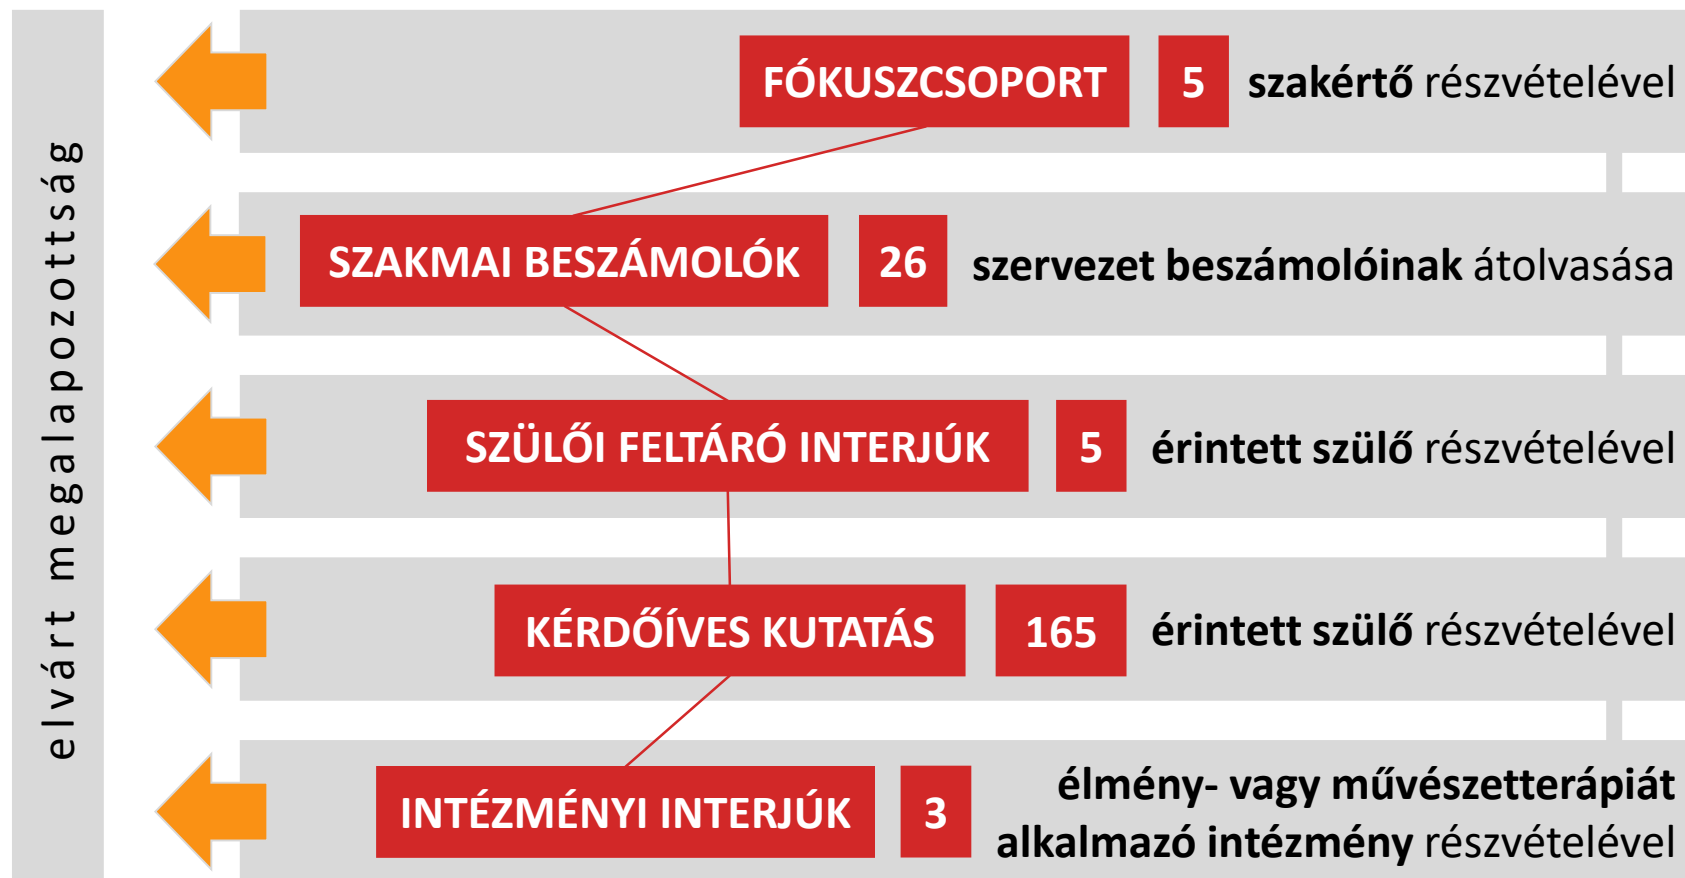 elvárt megalapozottság
FÓKUSZCSOPORT 5 szakértő részvételével
SZAKMAI BESZÁMOLÓK 26 szervezet beszámolóinak átolvasása
SZÜLŐI FELTÁRÓ INTERJÚK 5 érintett szülő részvételével
KÉRDŐÍVES KUTATÁS 165 érintett szülő részvételével
INTÉZMÉNYI INTERJÚK 3 élmény- vagy művészetterápiát
alkalmazó intézmény részvételével